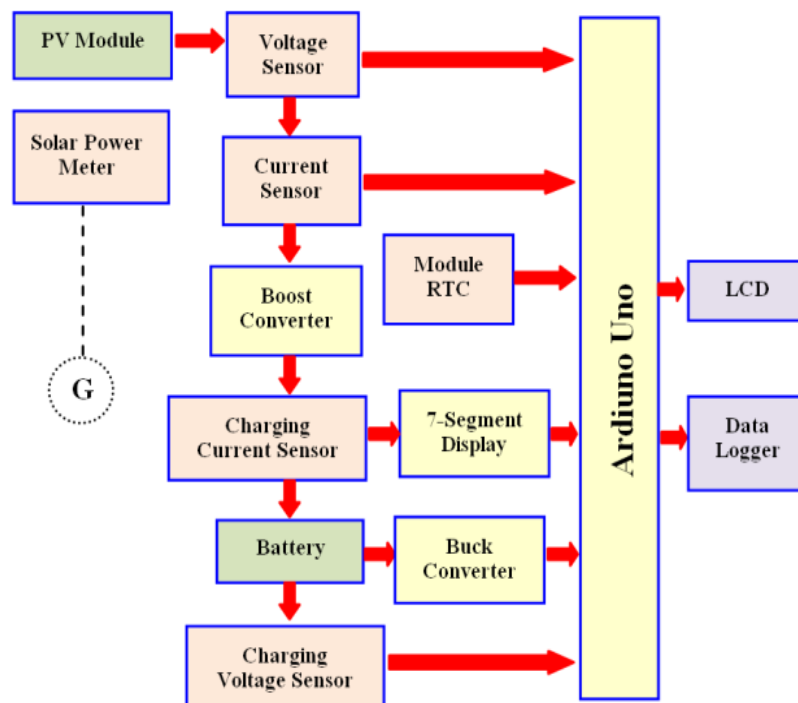 PV Module
Voltage
Sensor
Solar Power
Meter
Current
Sensor
Module
RTC
Boost
Converter
Ardiuno Uno
LCD
G
Charging
Current Sensor
7-Segment
Display
Data
Logger
Battery
Buck
Converter
Charging
Voltage Sensor